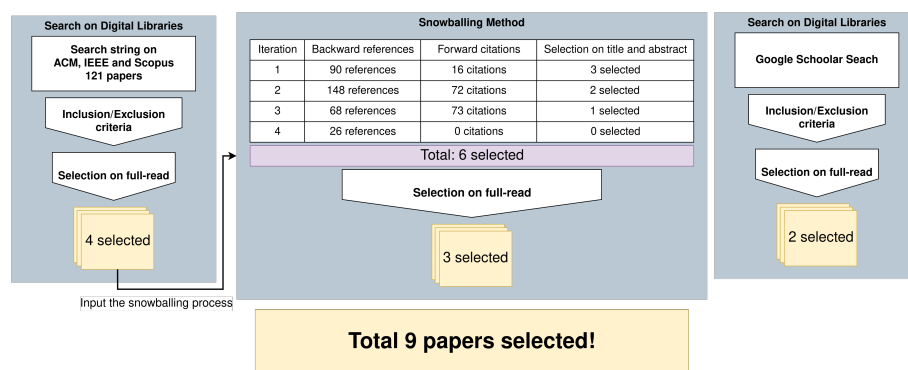 Search on Digital Libraries
Search string on
ACM, IEEE and Scopus
121 papers
Inclusion/Exclusion
criteria
Selection on full-read
4 selected
Input the snowballing process
Snowballing Method
Iteration Backward references Forward citations Selection on title and abstract
1 90 references 16 citations 3 selected
2 148 references 72 citations 2 selected
3 68 references 73 citations 1 selected
4 26 references 0 citations 0 selected
Total: 6 selected
Selection on full-read
3 selected
Search on Digital Libraries
Google Schoolar Seach
Inclusion/Exclusion
criteria
Selection on full-read
2 selected
Total 9 papers selected!